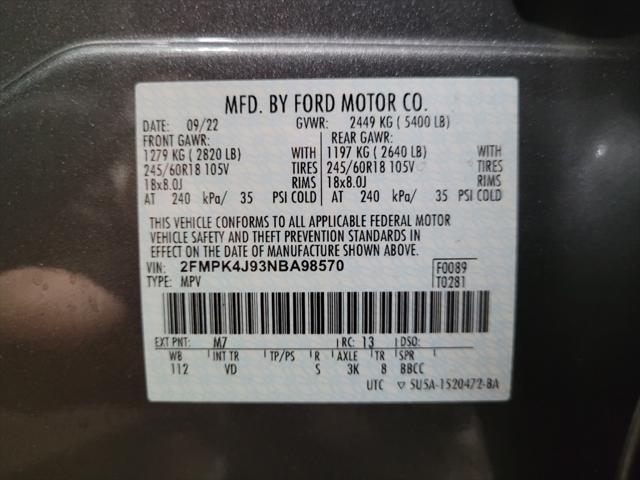 MFD. BY FORD MOTOR CO.
DATE: 09/22 GVWR: 2449 KG ( 5400 LB)
FRONT GAWR: REAR GAWR:
1279 KG ( 2820 LB) WITH 1197 KG ( 2640 LB) WITH
245/60R18 105V TIRES 245/60R18 105V TIRES
18x8.0J RIMS 18x8.0J RIMS
AT 240 kPa/ 35 PSI COLD AT 240 kPa/ 35 PSI COLD
THIS VEHICLE CONFORMS TO ALL APPLICABLE FEDERAL MOTOR
VEHICLE SAFETY AND THEFT PREVENTION STANDARDS IN
EFFECT ON THE DATE OF MANUFACTURE SHOWN ABOVE.
VIN: 2FMPK4J93NBA98570 F0089
TYPE: MPV T0281
EXT PNT: M7 RC: 13 DSO:
WB INT TR TP/PS R AXLE TR SPR
112 VD S 3K 8 BBCC
UTC ▽ 5U5A-1520472-BA